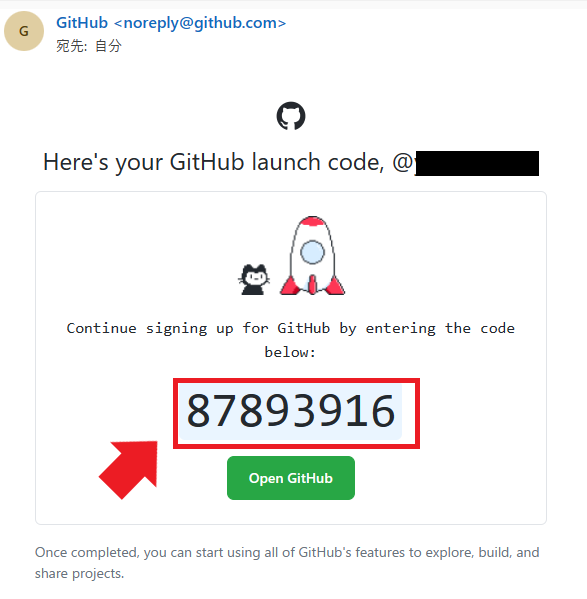 G
GitHub <noreply@github.com>
宛先: 自分
Here's your GitHub launch code, @y
Continue signing up for GitHub by entering the code
below:
87893916
Open GitHub
Once completed, you can start using all of GitHub's features to explore, build, and
share projects.